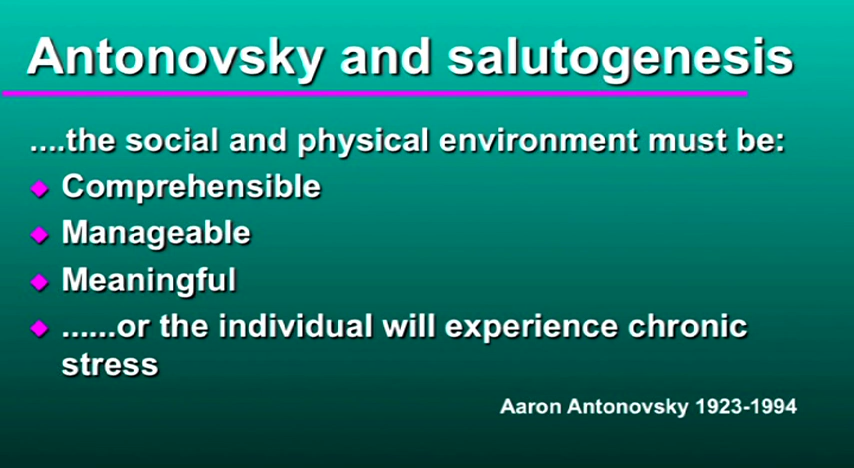 Antonovsky and salutogenesis
....the social and physical environment must be:
Comprehensible
Manageable
Meaningful
......or the individual will experience chronic
stress
Aaron Antonovsky 1923-1994